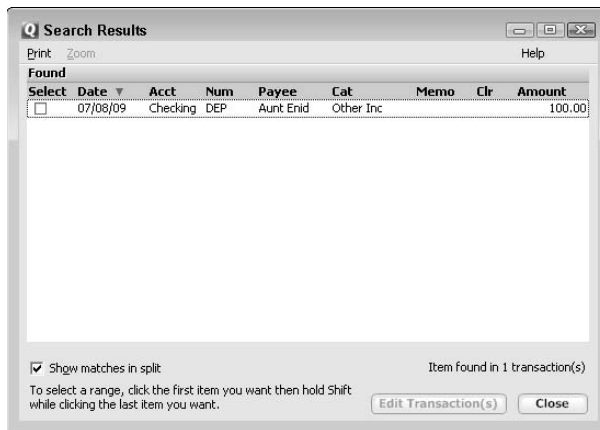 Q Search Results
Print Zoom Help
Found
Select Date Acct Num Payee Cat Memo Clr Amount
07/08/09 Checking DEP Aunt Enid Other Inc 100.00
Show matches in split Item found in 1 transaction(s)
To select a range, click the first item you want then hold Shift
while clicking the last item you want.
Edit Transaction(s) Close